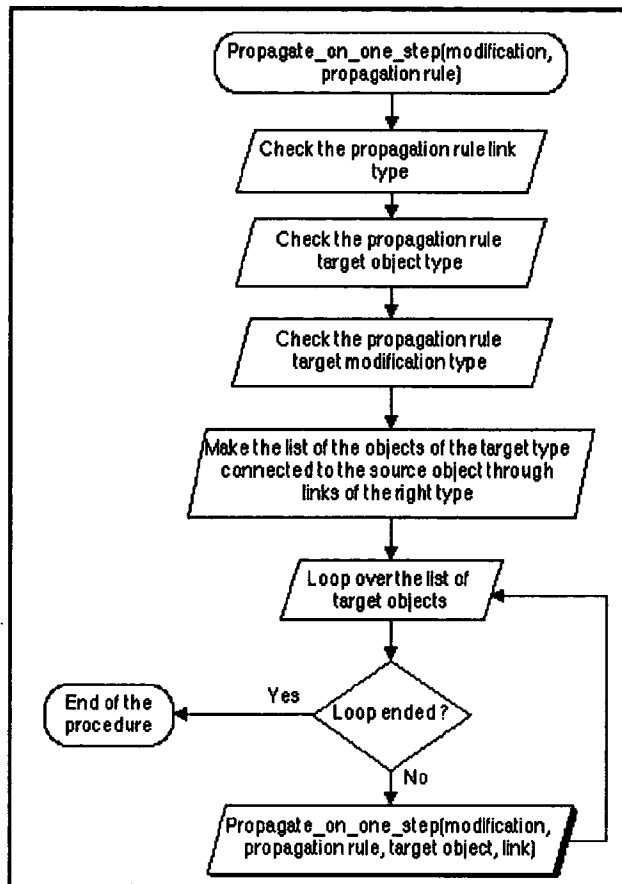 Propagate_on_one_step(modification,
propagation rule)
Check the propagation rule link
type
Check the propagation rule
target object type
Check the propagation rule
target modification type
Make the list of the objects of the target type
connected to the source object through
links of the right type
Loop over the list of
target objects
Loop ended ?
Yes
End of the
procedure
No
Propagate_on_one_step(modification,
propagation rule, target object, link)